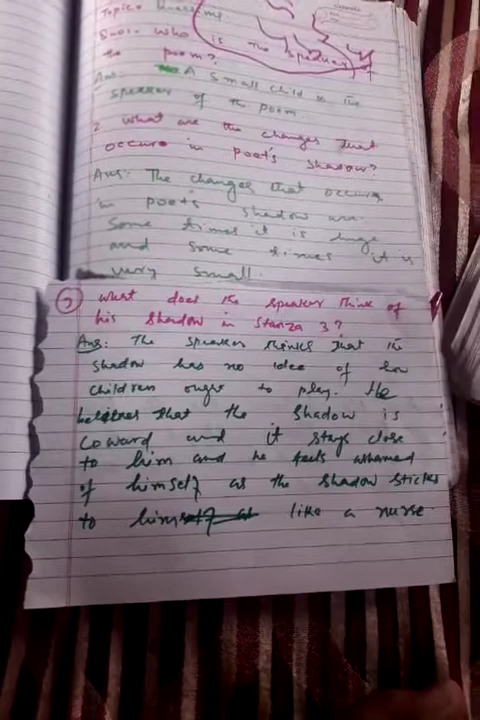 Topic:
Q no1. Who is the speaker of
the poem?
Ans: A small child is the
speaker of the poem.
2 What are the changes that
occurs in poet's shadow?
Ans: The changes that occurs
in poet's shadow are.
Some times it is huge
and some times it is
very small.
3 What does the speaker think of
his shadow in stanza 3?
Ans: The speaker thinks that the
shadow has no idea of how
children ought to play. He
believes that the shadow is
coward and it stays close
to him and he feels ashamed
of himself as the shadow sticks
to him like a nurse.